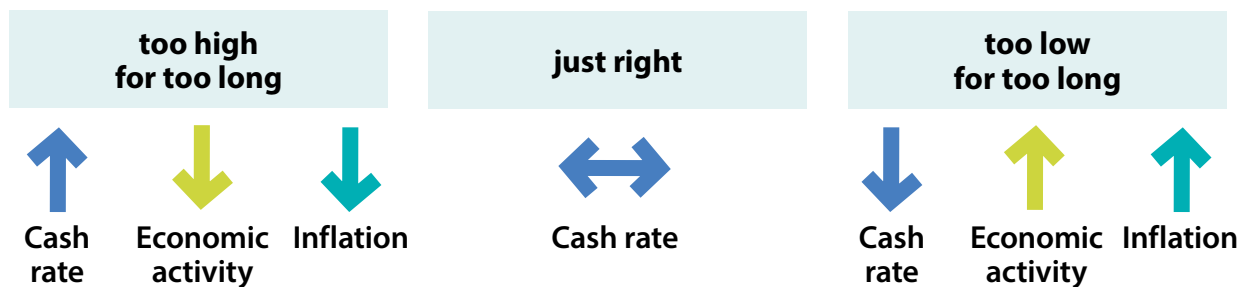 too high
for too long
just right
too low
for too long
Cash
rate
Economic
activity
Inflation
Cash rate
Cash
rate
Economic
activity
Inflation